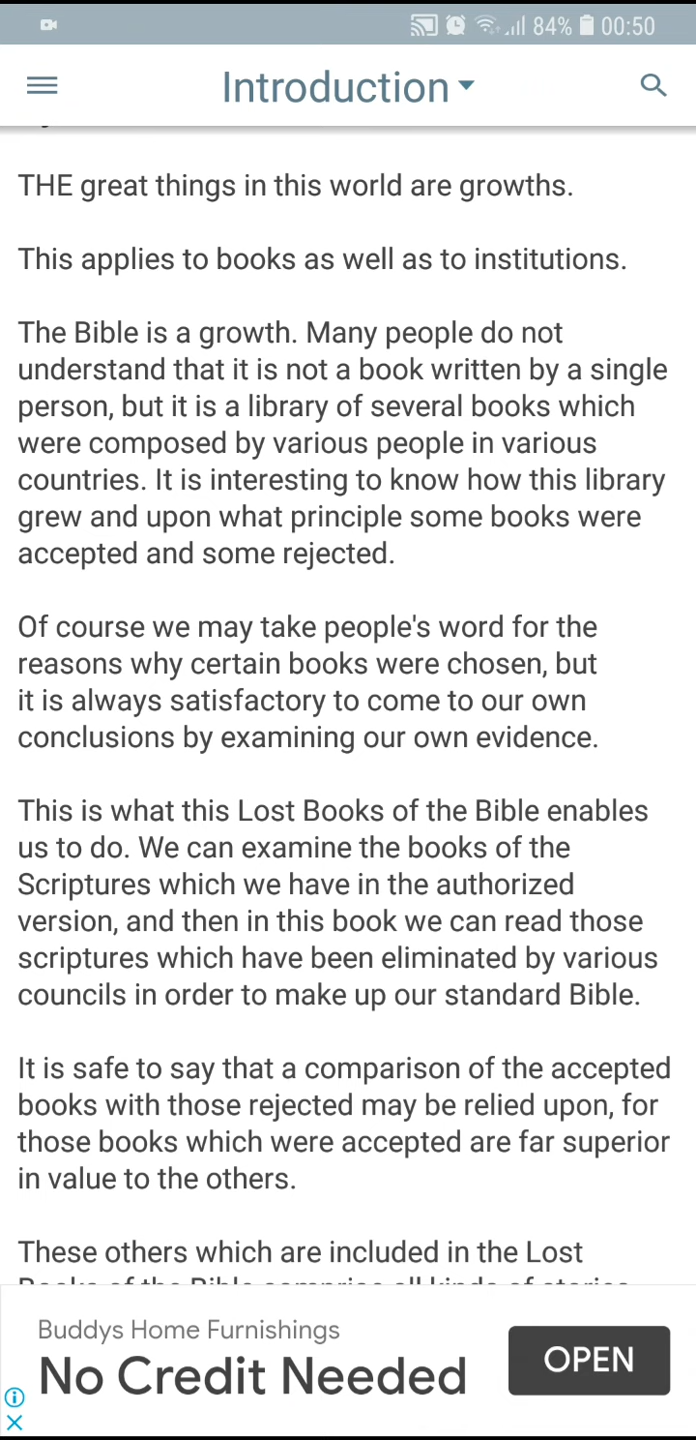 84% 00:50
Introduction
THE great things in this world are growths.
This applies to books as well as to institutions.
The Bible is a growth. Many people do not
understand that it is not a book written by a single
person, but it is a library of several books which
were composed by various people in various
countries. It is interesting to know how this library
grew and upon what principle some books were
accepted and some rejected.
Of course we may take people's word for the
reasons why certain books were chosen, but
it is always satisfactory to come to our own
conclusions by examining our own evidence.
This is what this Lost Books of the Bible enables
us to do. We can examine the books of the
Scriptures which we have in the authorized
version, and then in this book we can read those
scriptures which have been eliminated by various
councils in order to make up our standard Bible.
It is safe to say that a comparison of the accepted
books with those rejected may be relied upon, for
those books which were accepted are far superior
in value to the others.
These others which are included in the Lost
Books of the Bible comprise all kinds of stories
Buddys Home Furnishings
No Credit Needed
OPEN